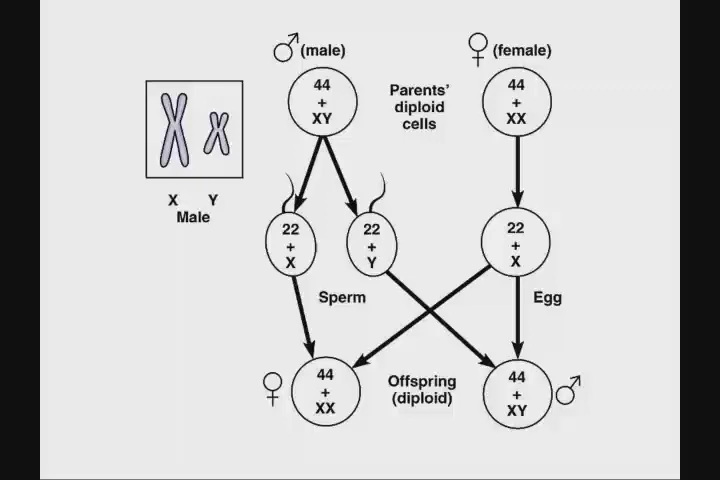 (male)
(female)
44
+
XY
Parents'
diploid
cells
44
+
XX
X Y
Male
22
+
X
22
+
Y
22
+
X
Sperm
Egg
44
+
XX
Offspring
(diploid)
44
+
XY